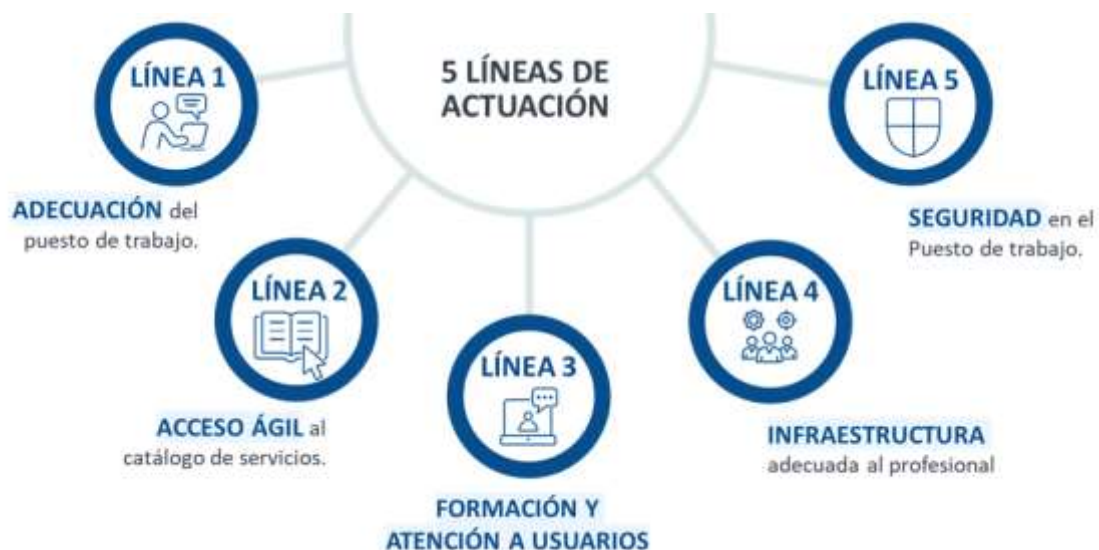 5 LÍNEAS DE
ACTUACIÓN
LÍNEA 1
ADECUACIÓN del
puesto de trabajo.
LÍNEA 2
ACCESO ÁGIL al
catálogo de servicios.
LÍNEA 3
FORMACIÓN Y
ATENCIÓN A USUARIOS
LÍNEA 4
INFRAESTRUCTURA
adecuada al profesional
LÍNEA 5
SEGURIDAD en el
Puesto de trabajo.